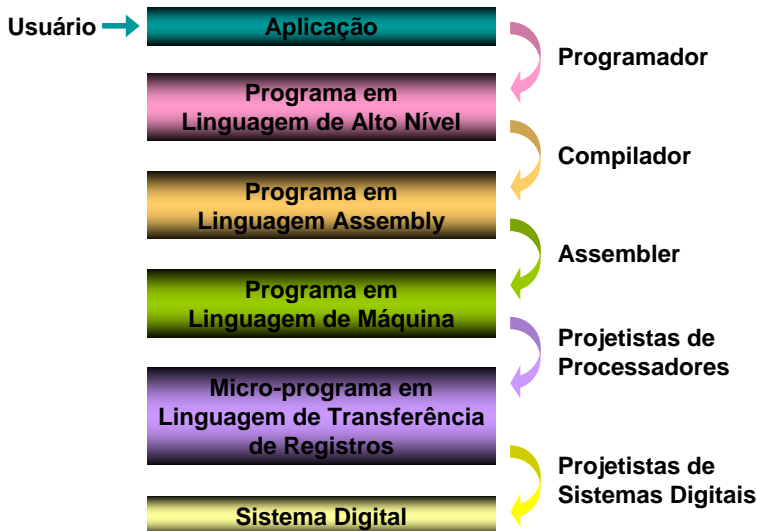 Usuário
Aplicação
Programador
Programa em
Linguagem de Alto Nível
Compilador
Programa em
Linguagem Assembly
Assembler
Programa em
Linguagem de Máquina
Projetistas de
Processadores
Micro-programa em
Linguagem de Transferência
de Registros
Projetistas de
Sistemas Digitais
Sistema Digital